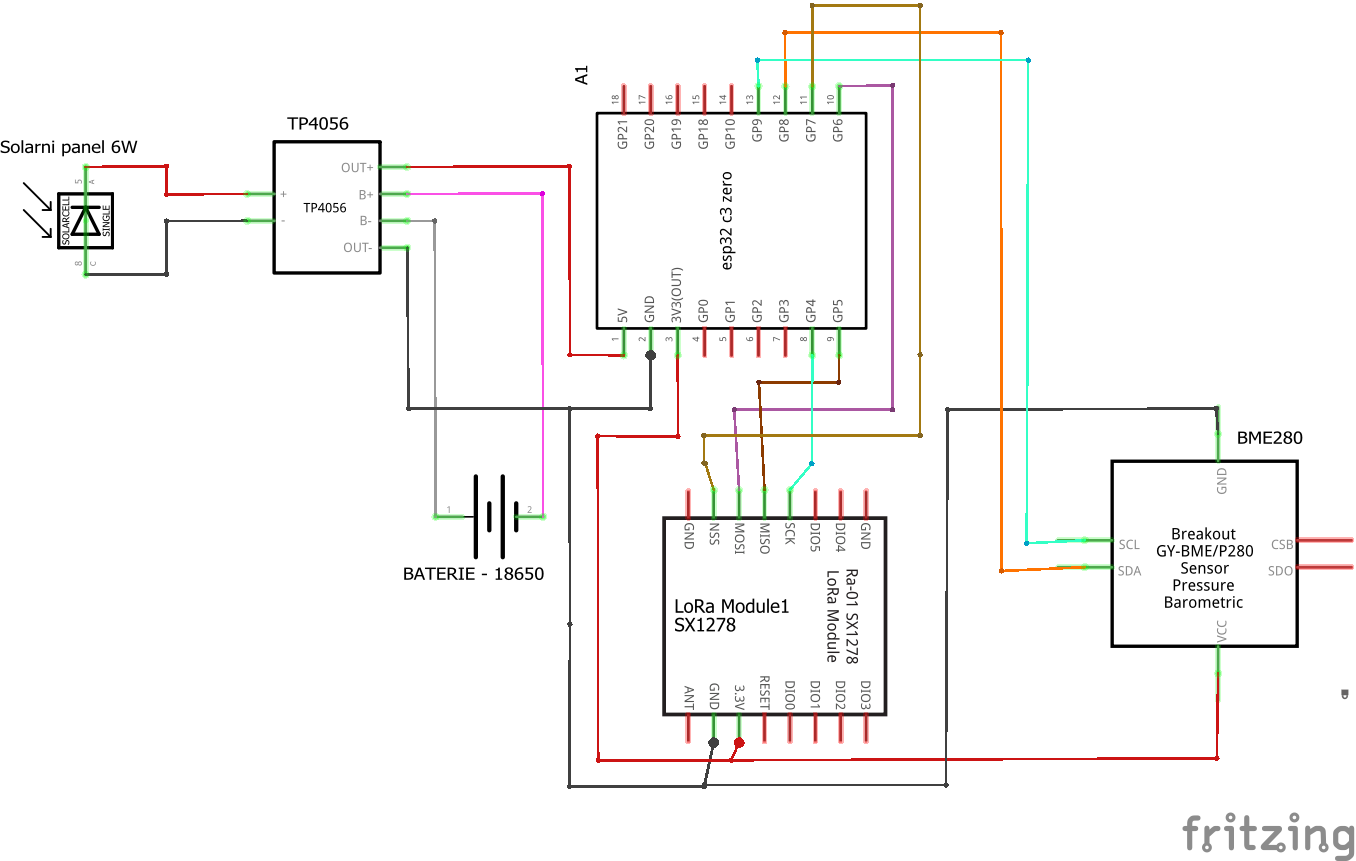 A1
18
17
16
15
14
13
12
11
10
GP21
GP20
GP19
GP18
GP10
GP9
GP8
GP7
GP6
esp32 c3 zero
5V
GND
3V3(OUT)
GP0
GP1
GP2
GP3
GP4
GP5
1
2
3
4
5
6
7
8
9
TP4056
OUT+
+
B+
TP4056
-
B-
OUT-
Solarni panel 6W
5
A
SOLARCELL
SINGLE
8
C
1
2
BATERIE - 18650
GND
NSS
MOSI
MISO
SCK
DIO5
DIO4
GND
LoRa Module1
SX1278
Ra-01 SX1278
LoRa Module
ANT
GND
3.3V
RESET
DIO0
DIO1
DIO2
DIO3
BME280
GND
SCL
SDA
CSB
SDO
Breakout
GY-BME/P280
Sensor
Pressure
Barometric
VCC
fritzing